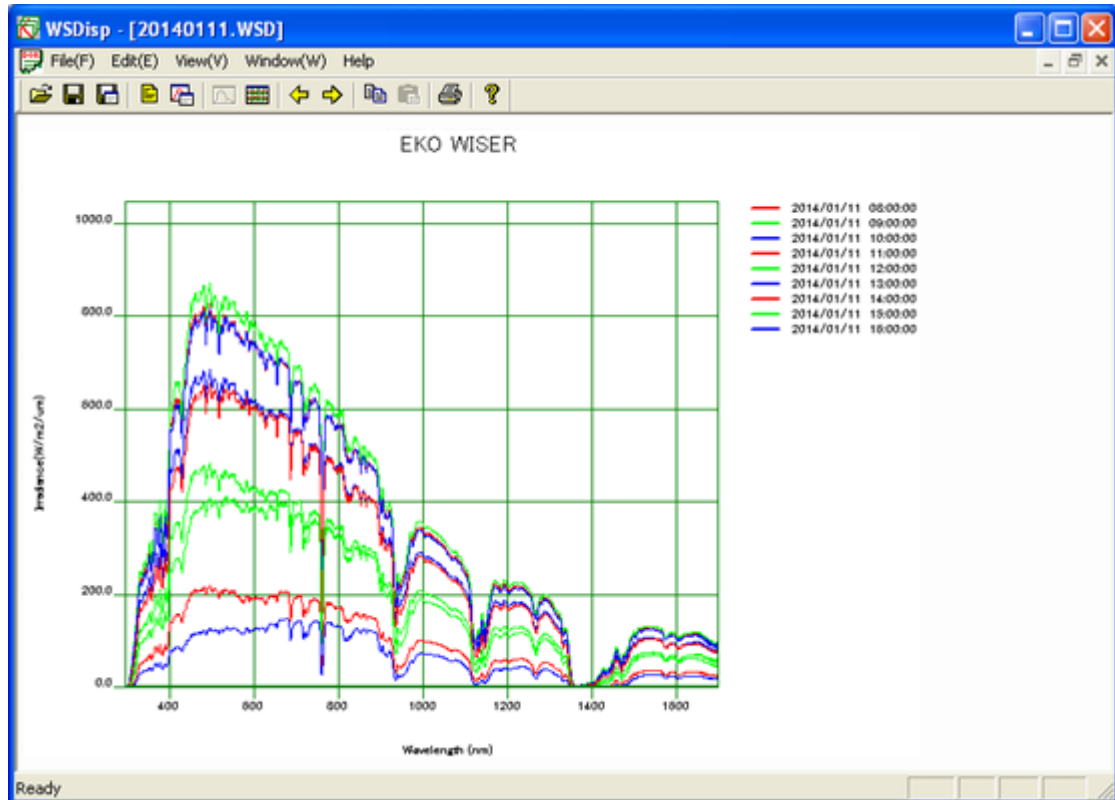 WSDisp - [20140111.WSD]
File(F) Edit(E) View(V) Window(W) Help
EKO WISER
1000.0
800.0
600.0
400.0
200.0
0.0
Irradiance(W/m2/um)
400 600 800 1000 1200 1400 1600
Wavelength (nm)
2014/01/11 08:00:00
2014/01/11 09:00:00
2014/01/11 10:00:00
2014/01/11 11:00:00
2014/01/11 12:00:00
2014/01/11 13:00:00
2014/01/11 14:00:00
2014/01/11 15:00:00
2014/01/11 16:00:00
Ready